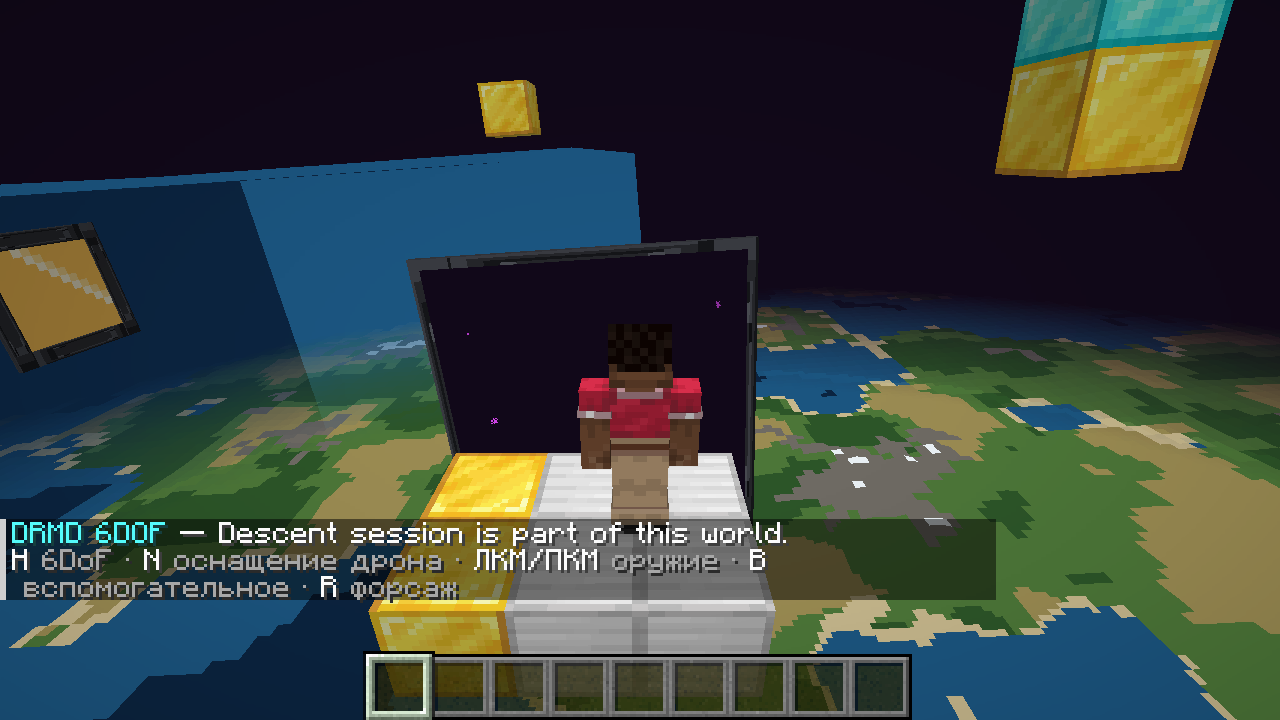 DRMD 6DOF — Descent session is part of this world.
H 6DoF · N оснащение дрона · ЛКМ/ПКМ оружие · B
вспомогательное · R форсаж